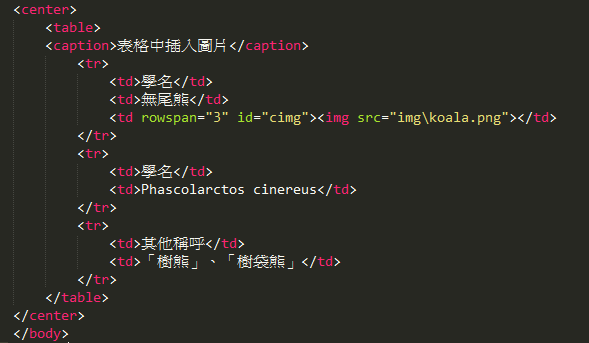 <center>
<table>
<caption>表格中插入圖片</caption>
<tr>
<td>學名</td>
<td>無尾熊</td>
<td rowspan="3" id="cimg"><img src="img\koala.png"></td>
</tr>
<tr>
<td>學名</td>
<td>Phascolarctos cinereus</td>
</tr>
<tr>
<td>其他稱呼</td>
<td>「樹熊」、「樹袋熊」</td>
</tr>
</table>
</center>
</body>